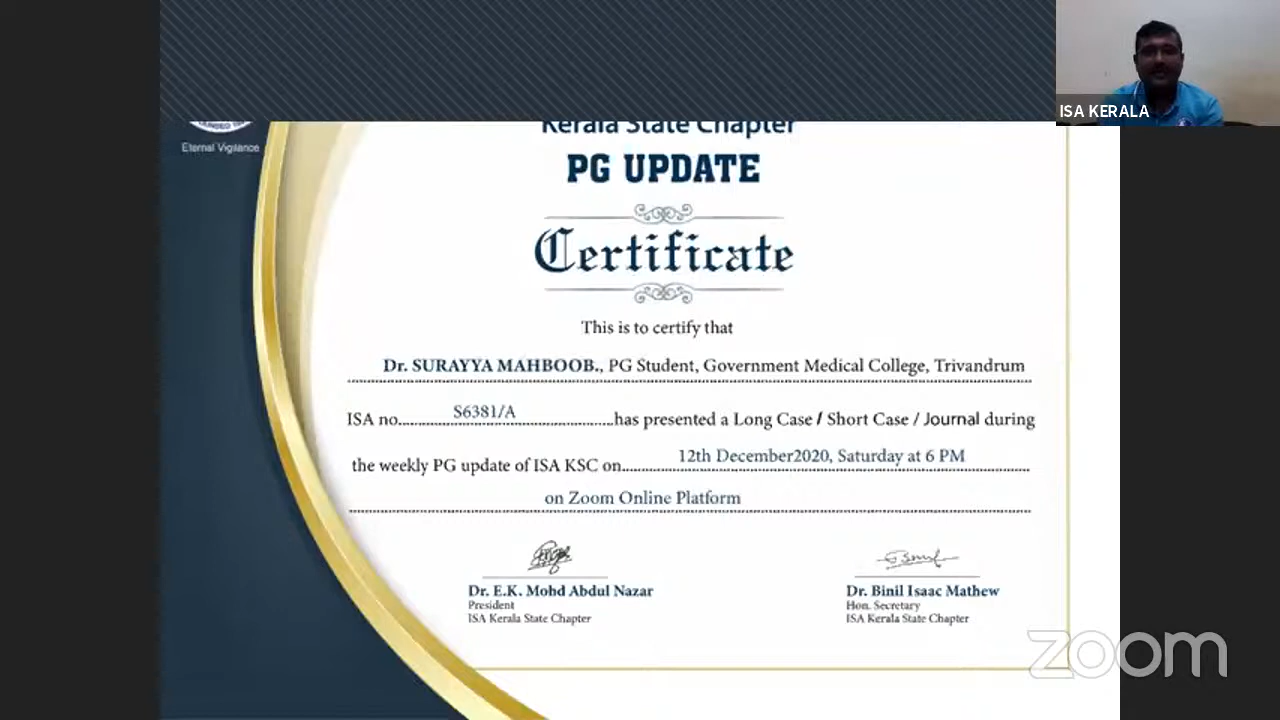 ISA KERALA
Eternal Vigilance
Kerala State Chapter
PG UPDATE
Certificate
This is to certify that
Dr. SURAYYA MAHBOOB., PG Student, Government Medical College, Trivandrum
ISA no. S6381/A has presented a Long Case / Short Case / Journal during
the weekly PG update of ISA KSC on 12th December2020, Saturday at 6 PM
on Zoom Online Platform
Dr. E.K. Mohd Abdul Nazar
President
ISA Kerala State Chapter
Dr. Binil Isaac Mathew
Hon. Secretary
ISA Kerala State Chapter
zoom